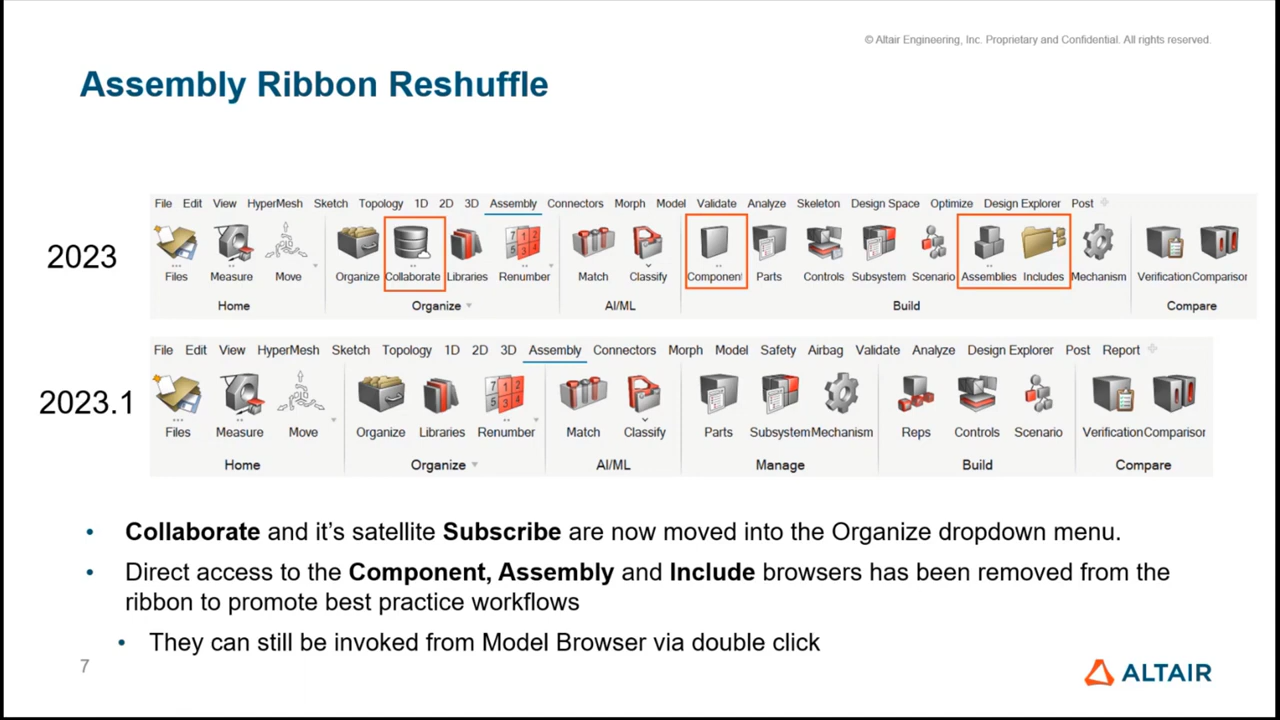 © Altair Engineering, Inc. Proprietary and Confidential. All rights reserved.
Assembly Ribbon Reshuffle
2023
File Edit View HyperMesh Sketch Topology 1D 2D 3D Assembly Connectors Morph Model Validate Analyze Skeleton Design Space Optimize Design Explorer Post
Files Measure Move Organize Collaborate Libraries Renumber Match Classify Component Parts Controls Subsystem Scenario Assemblies Includes Mechanism Verification Comparisor
Home Organize AI/ML Build Compare
2023.1
File Edit View HyperMesh Sketch Topology 1D 2D 3D Assembly Connectors Morph Model Safety Airbag Validate Analyze Design Explorer Post Report
Files Measure Move Organize Libraries Renumber Match Classify Parts Subsystem Mechanism Reps Controls Scenario Verification Comparisor
Home Organize AI/ML Manage Build Compare
• Collaborate and it’s satellite Subscribe are now moved into the Organize dropdown menu.
• Direct access to the Component, Assembly and Include browsers has been removed from the
ribbon to promote best practice workflows
• They can still be invoked from Model Browser via double click
7
ALTAIR